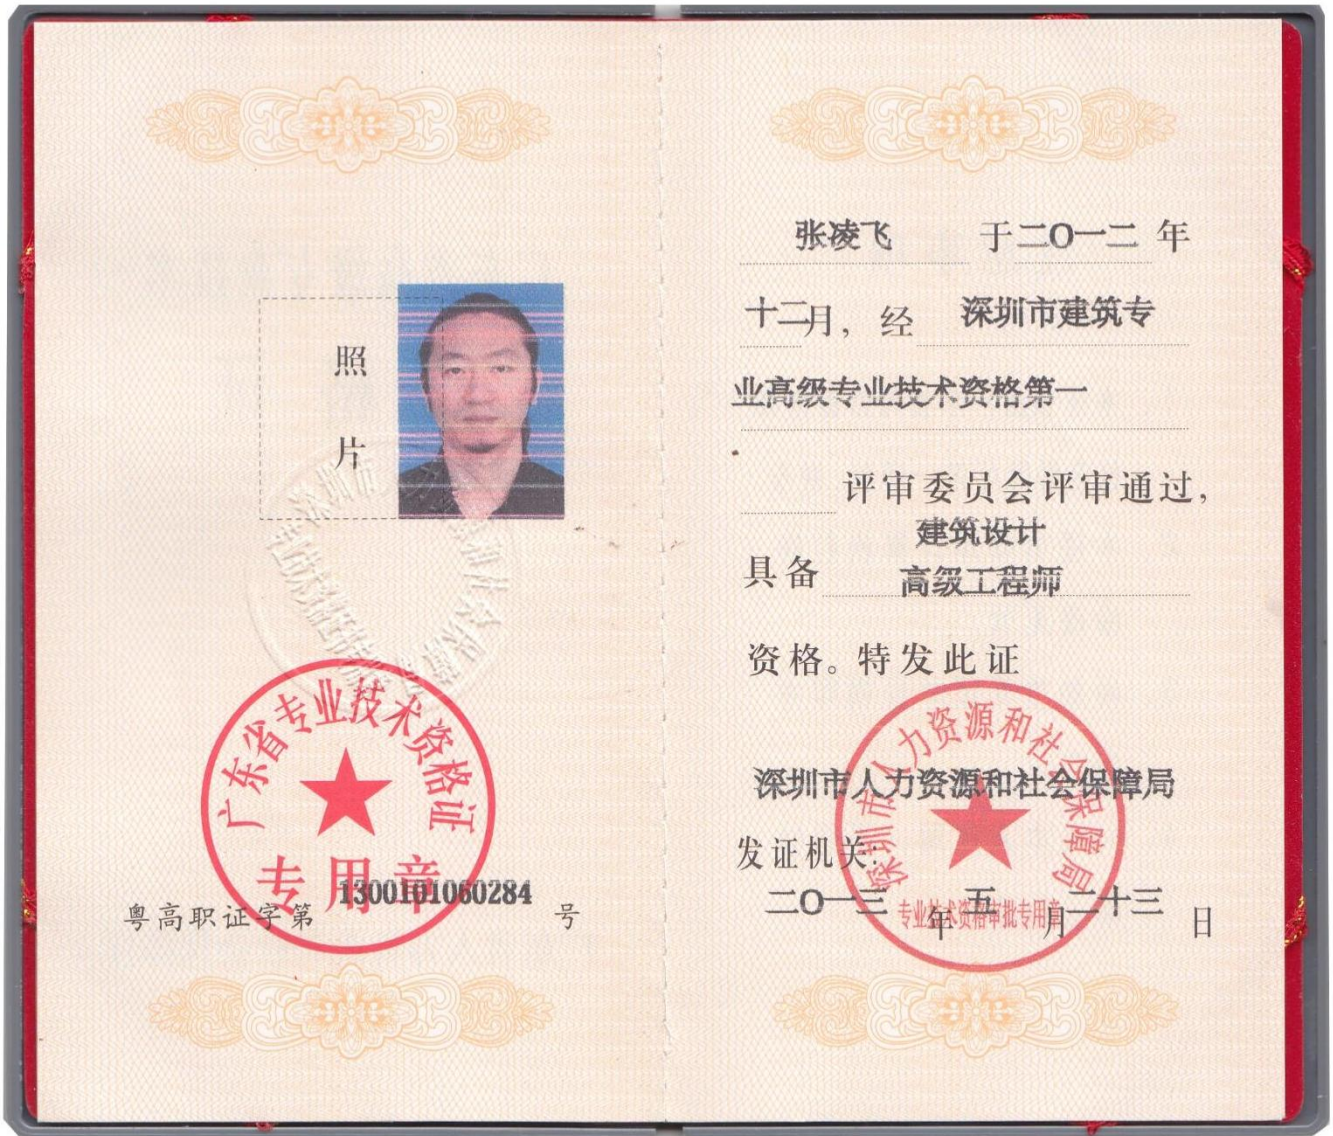 照
片
广东省专业技术资格证
专用章
粤高职证字第 1300101060284 号
张凌飞 于二〇一二 年
十二月，经 深圳市建筑专
业高级专业技术资格第一
评审委员会评审通过，
建筑设计
具备 高级工程师
资格。特发此证
深圳市人力资源和社会保障局
深圳市人力资源和社会保障局
发证机关：
二〇一三 年 五 月 二十三 日
专业技术资格审批专用章